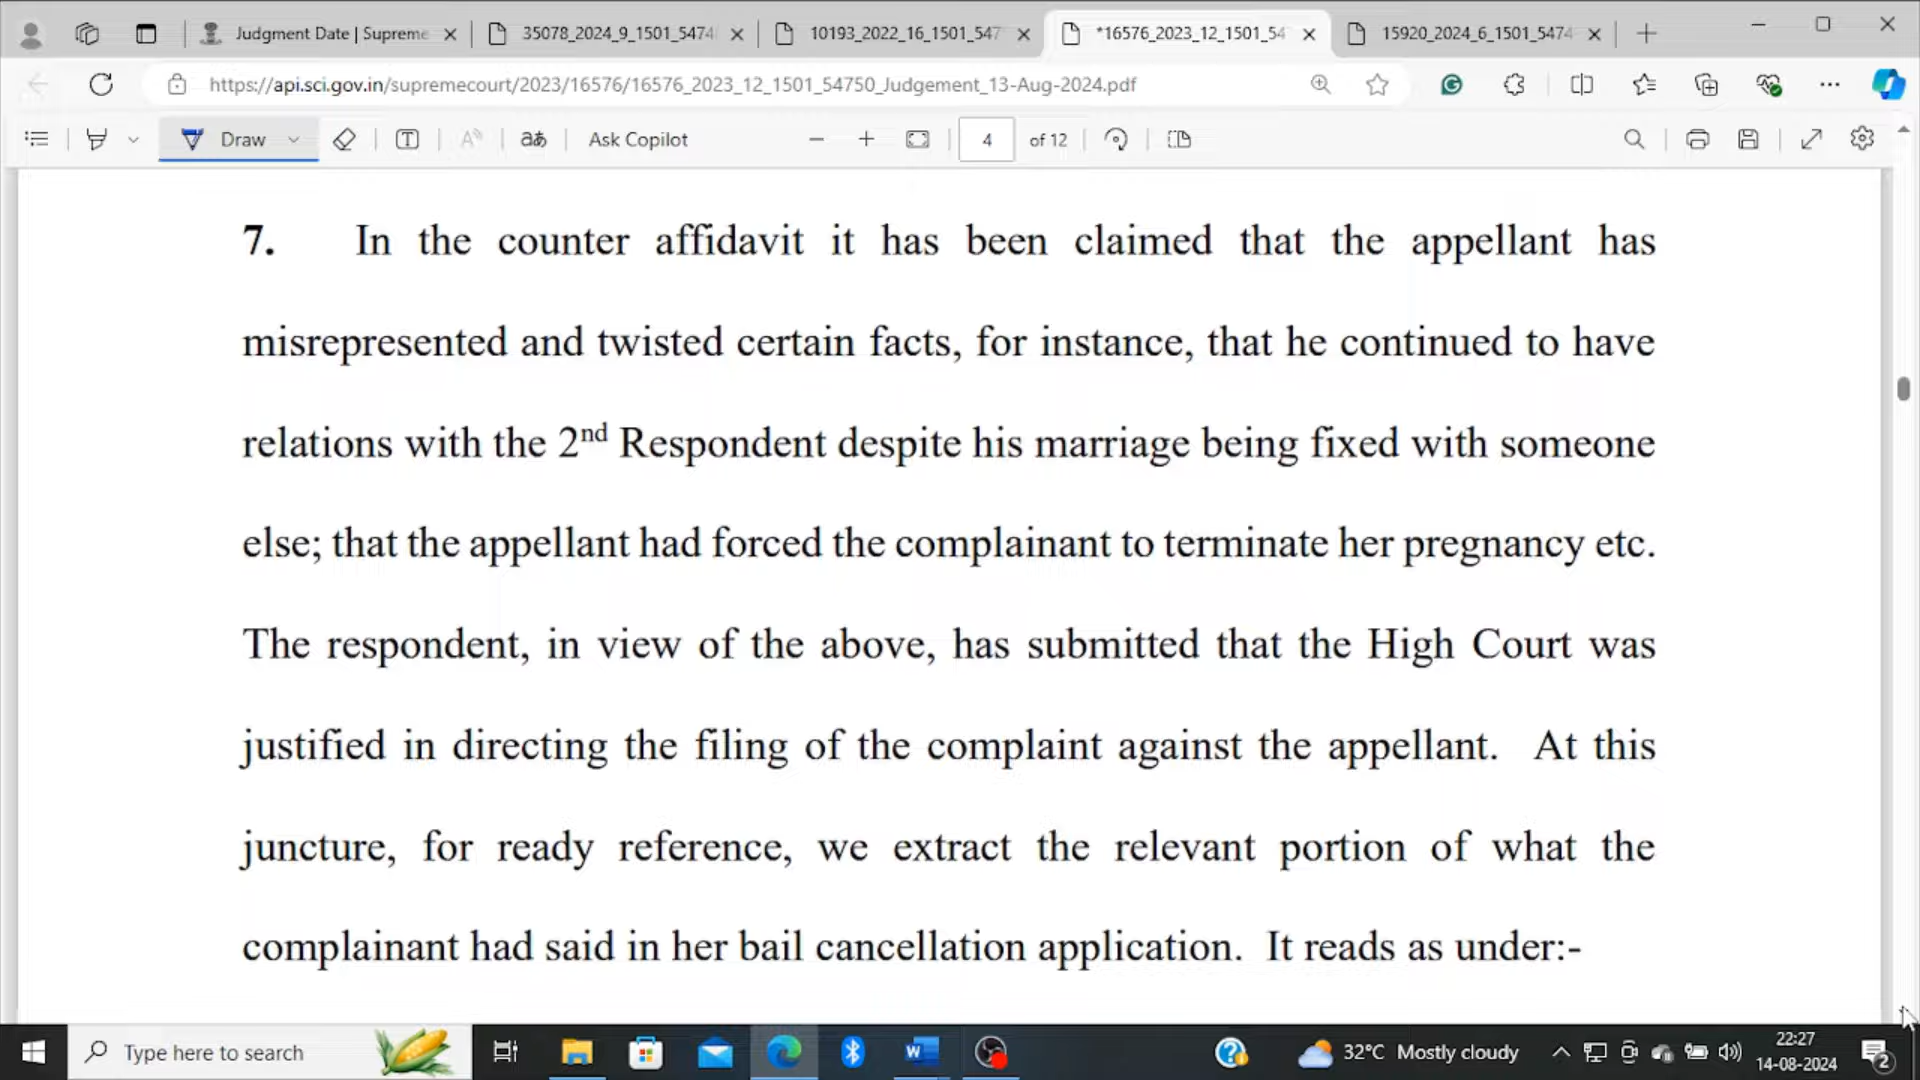 Judgment Date | Supreme
35078_2024_9_1501_5474
10193_2022_16_1501_547
*16576_2023_12_1501_54
15920_2024_6_1501_5474
https://api.sci.gov.in/supremecourt/2023/16576/16576_2023_12_1501_54750_Judgement_13-Aug-2024.pdf
Draw
Ask Copilot
4 of 12
7. In the counter affidavit it has been claimed that the appellant has
misrepresented and twisted certain facts, for instance, that he continued to have
relations with the 2nd Respondent despite his marriage being fixed with someone
else; that the appellant had forced the complainant to terminate her pregnancy etc.
The respondent, in view of the above, has submitted that the High Court was
justified in directing the filing of the complaint against the appellant. At this
juncture, for ready reference, we extract the relevant portion of what the
complainant had said in her bail cancellation application. It reads as under:-
Type here to search
32°C Mostly cloudy
22:27
14-08-2024
2